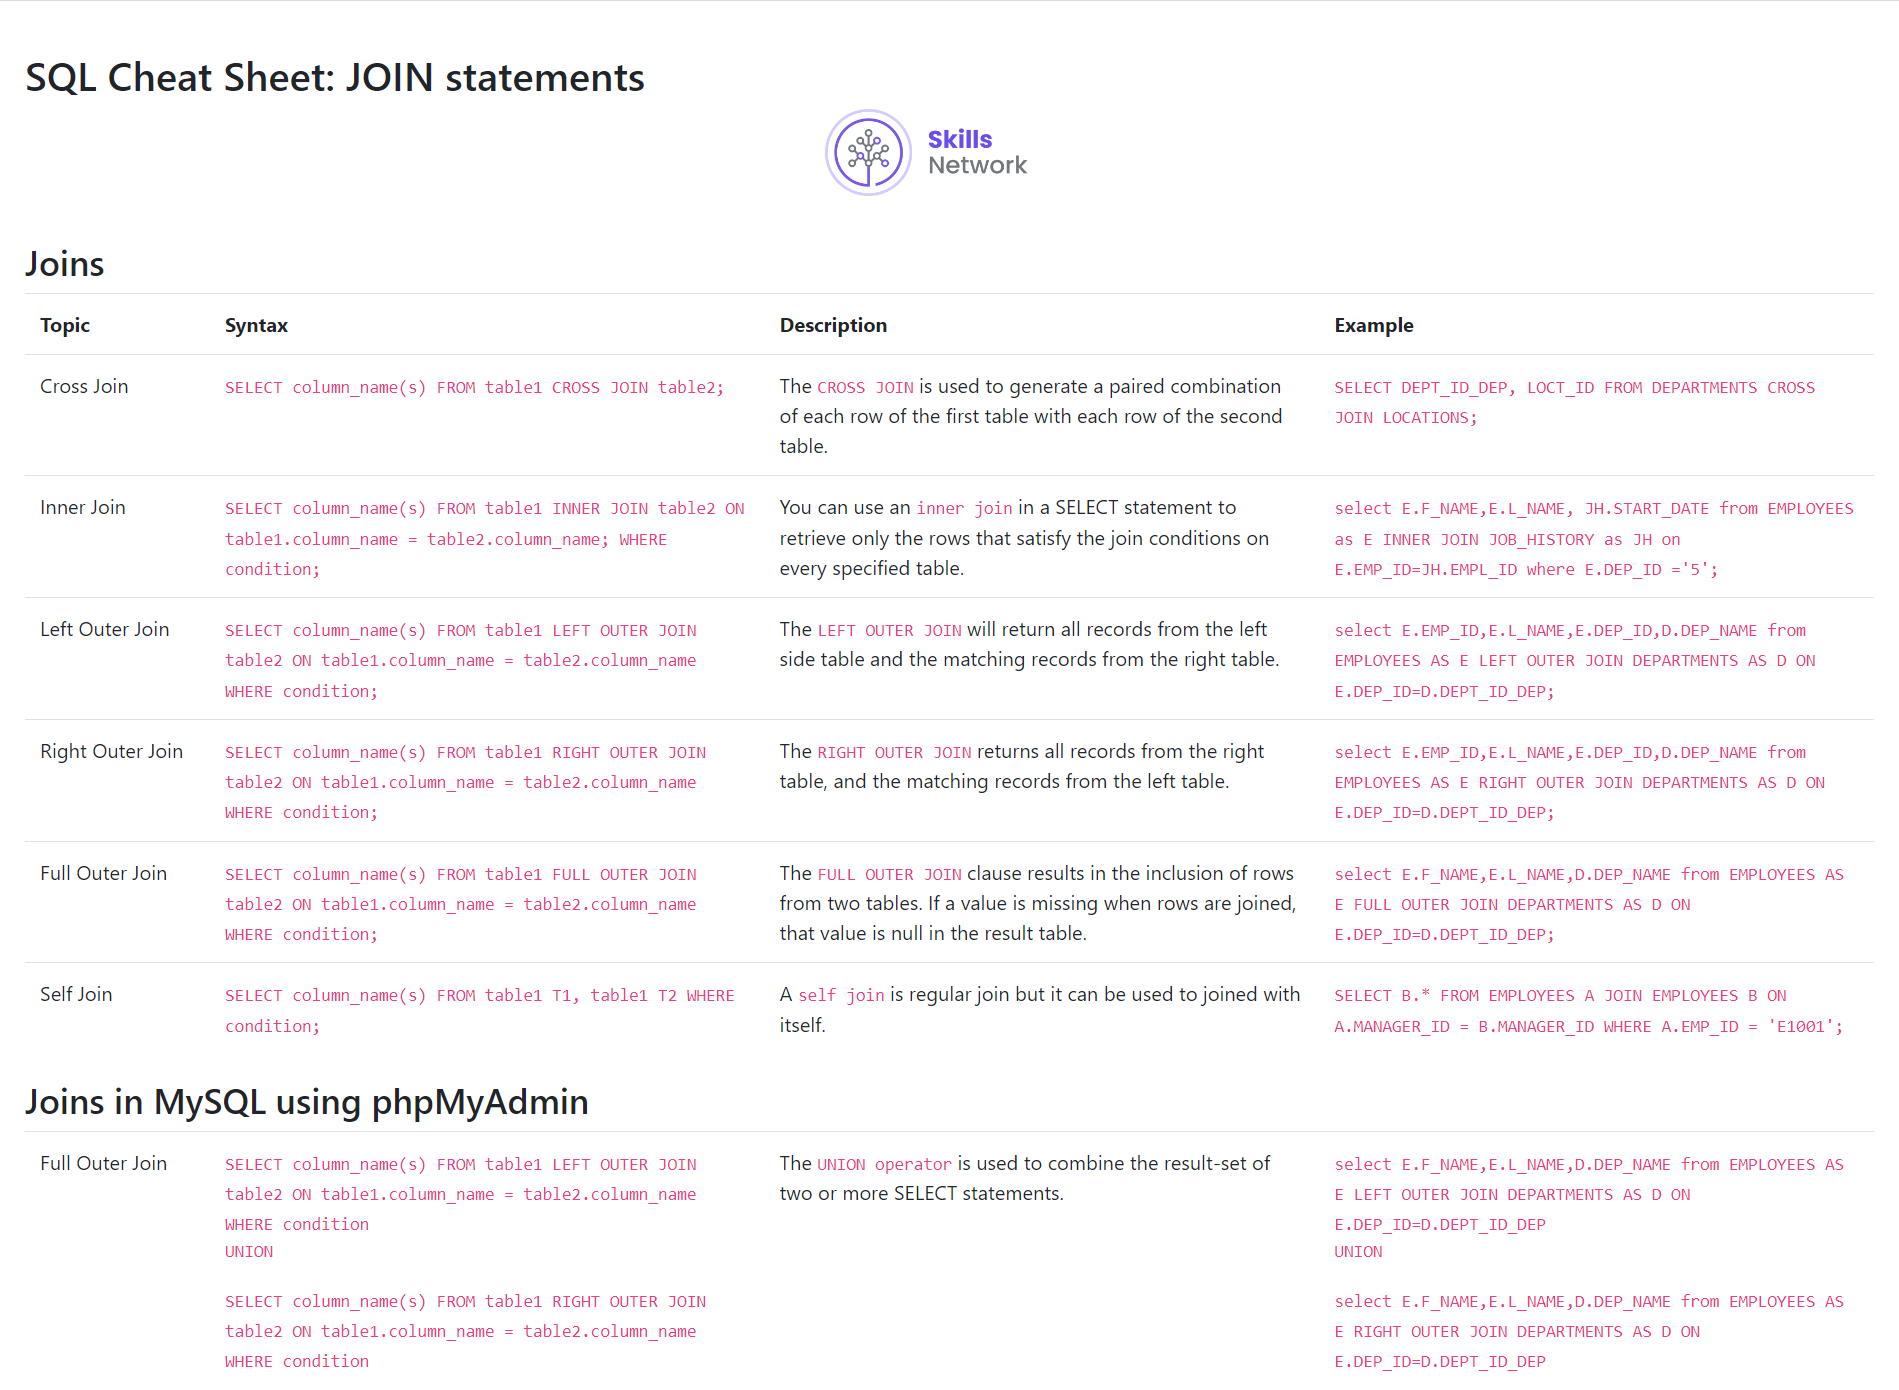 SQL Cheat Sheet: JOIN statements
Skills
Network
Joins
Topic
Syntax
Description
Example
Cross Join
SELECT column_name(s) FROM table1 CROSS JOIN table2;
The CROSS JOIN is used to generate a paired combination
of each row of the first table with each row of the second
table.
SELECT DEPT_ID_DEP, LOCT_ID FROM DEPARTMENTS CROSS
JOIN LOCATIONS;
Inner Join
SELECT column_name(s) FROM table1 INNER JOIN table2 ON
table1.column_name = table2.column_name; WHERE
condition;
You can use an inner join in a SELECT statement to
retrieve only the rows that satisfy the join conditions on
every specified table.
select E.F_NAME,E.L_NAME, JH.START_DATE from EMPLOYEES
as E INNER JOIN JOB_HISTORY as JH on
E.EMP_ID=JH.EMPL_ID where E.DEP_ID ='5';
Left Outer Join
SELECT column_name(s) FROM table1 LEFT OUTER JOIN
table2 ON table1.column_name = table2.column_name
WHERE condition;
The LEFT OUTER JOIN will return all records from the left
side table and the matching records from the right table.
select E.EMP_ID,E.L_NAME,E.DEP_ID,D.DEP_NAME from
EMPLOYEES AS E LEFT OUTER JOIN DEPARTMENTS AS D ON
E.DEP_ID=D.DEPT_ID_DEP;
Right Outer Join
SELECT column_name(s) FROM table1 RIGHT OUTER JOIN
table2 ON table1.column_name = table2.column_name
WHERE condition;
The RIGHT OUTER JOIN returns all records from the right
table, and the matching records from the left table.
select E.EMP_ID,E.L_NAME,E.DEP_ID,D.DEP_NAME from
EMPLOYEES AS E RIGHT OUTER JOIN DEPARTMENTS AS D ON
E.DEP_ID=D.DEPT_ID_DEP;
Full Outer Join
SELECT column_name(s) FROM table1 FULL OUTER JOIN
table2 ON table1.column_name = table2.column_name
WHERE condition;
The FULL OUTER JOIN clause results in the inclusion of rows
from two tables. If a value is missing when rows are joined,
that value is null in the result table.
select E.F_NAME,E.L_NAME,D.DEP_NAME from EMPLOYEES AS
E FULL OUTER JOIN DEPARTMENTS AS D ON
E.DEP_ID=D.DEPT_ID_DEP;
Self Join
SELECT column_name(s) FROM table1 T1, table1 T2 WHERE
condition;
A self join is regular join but it can be used to joined with
itself.
SELECT B.* FROM EMPLOYEES A JOIN EMPLOYEES B ON
A.MANAGER_ID = B.MANAGER_ID WHERE A.EMP_ID = 'E1001';
Joins in MySQL using phpMyAdmin
Full Outer Join
SELECT column_name(s) FROM table1 LEFT OUTER JOIN
table2 ON table1.column_name = table2.column_name
WHERE condition
UNION
SELECT column_name(s) FROM table1 RIGHT OUTER JOIN
table2 ON table1.column_name = table2.column_name
WHERE condition
The UNION operator is used to combine the result-set of
two or more SELECT statements.
select E.F_NAME,E.L_NAME,D.DEP_NAME from EMPLOYEES AS
E LEFT OUTER JOIN DEPARTMENTS AS D ON
E.DEP_ID=D.DEPT_ID_DEP
UNION
select E.F_NAME,E.L_NAME,D.DEP_NAME from EMPLOYEES AS
E RIGHT OUTER JOIN DEPARTMENTS AS D ON
E.DEP_ID=D.DEPT_ID_DEP